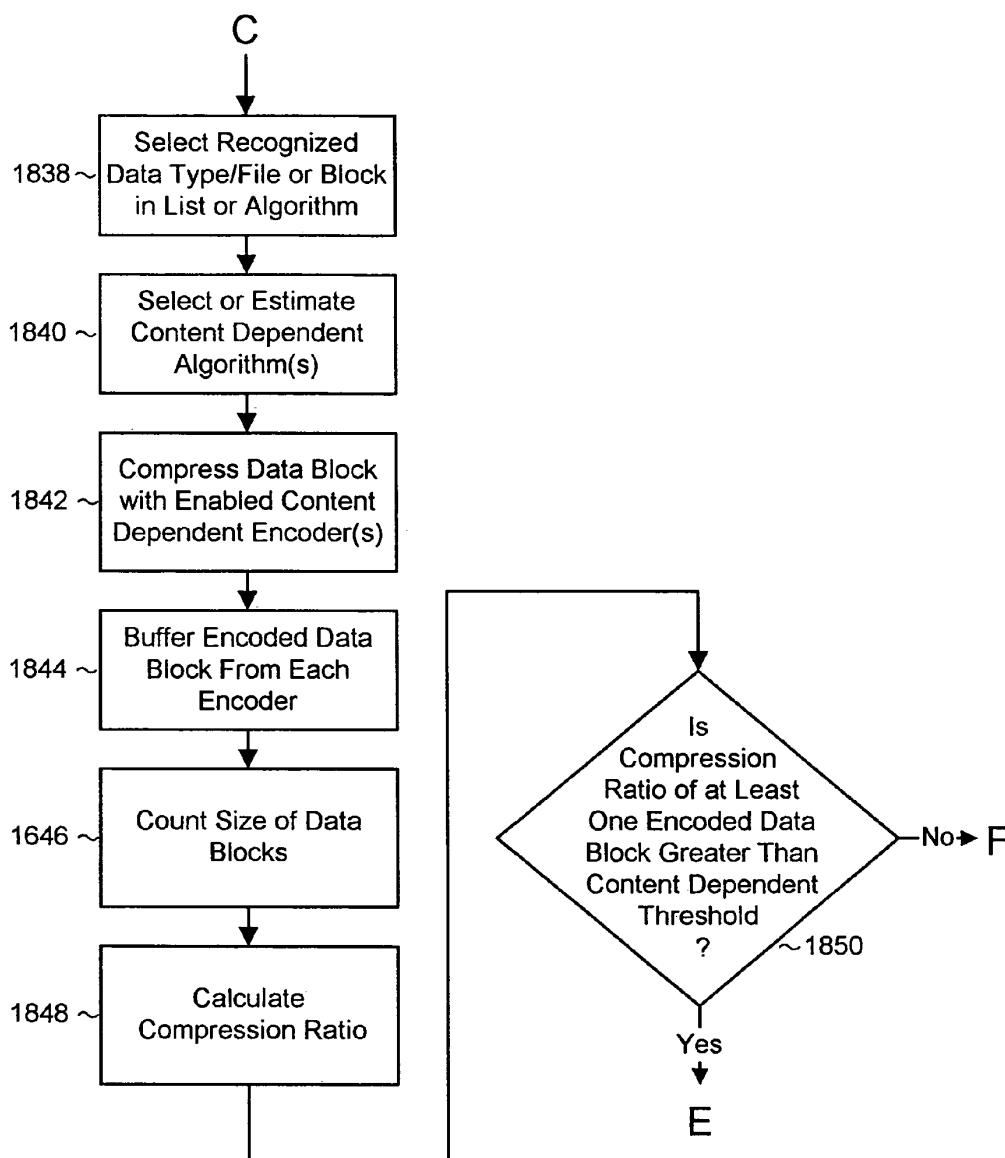 C
1838
Select Recognized
Data Type/File or Block
in List or Algorithm
1840
Select or Estimate
Content Dependent
Algorithm(s)
1842
Compress Data Block
with Enabled Content
Dependent Encoder(s)
1844
Buffer Encoded Data
Block From Each
Encoder
1646
Count Size of Data
Blocks
1848
Calculate
Compression Ratio
Is
Compression
Ratio of at Least
One Encoded Data
Block Greater Than
Content Dependent
Threshold
?
1850
No
F
Yes
E